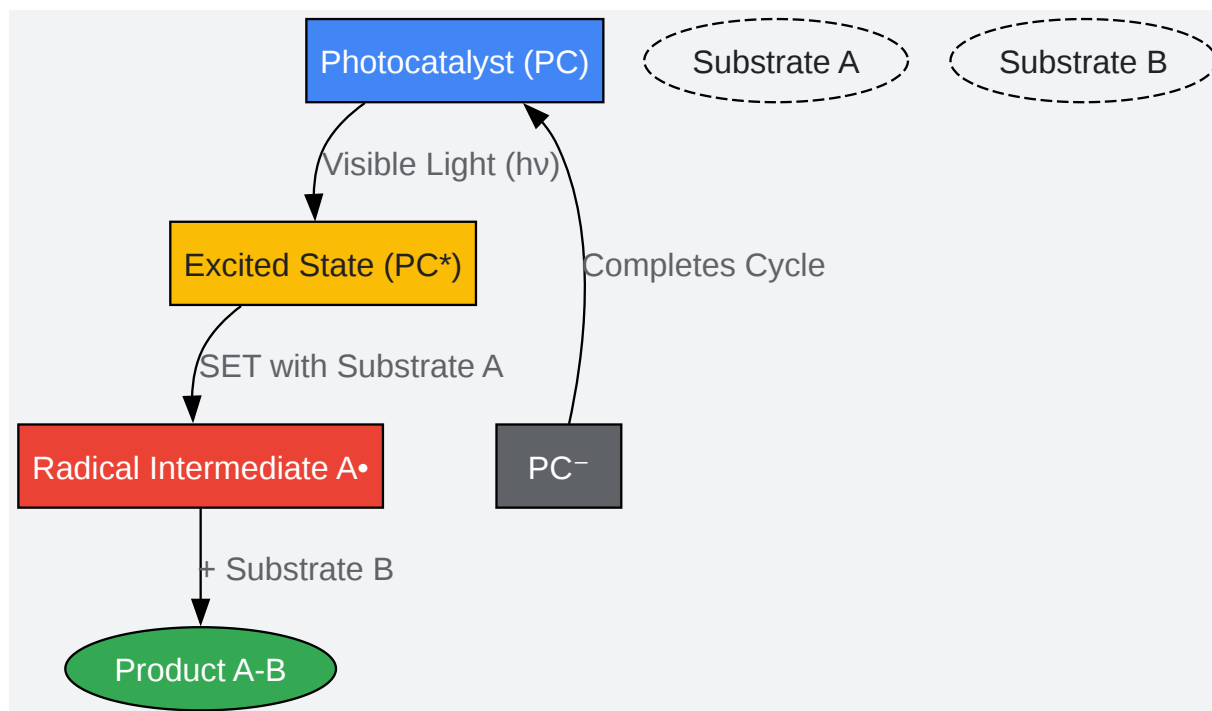 Photocatalyst (PC)
Substrate A
Substrate B
Visible Light (hν)
Excited State (PC*)
Completes Cycle
SET with Substrate A
Radical Intermediate A•
PC⁻
+ Substrate B
Product A-B